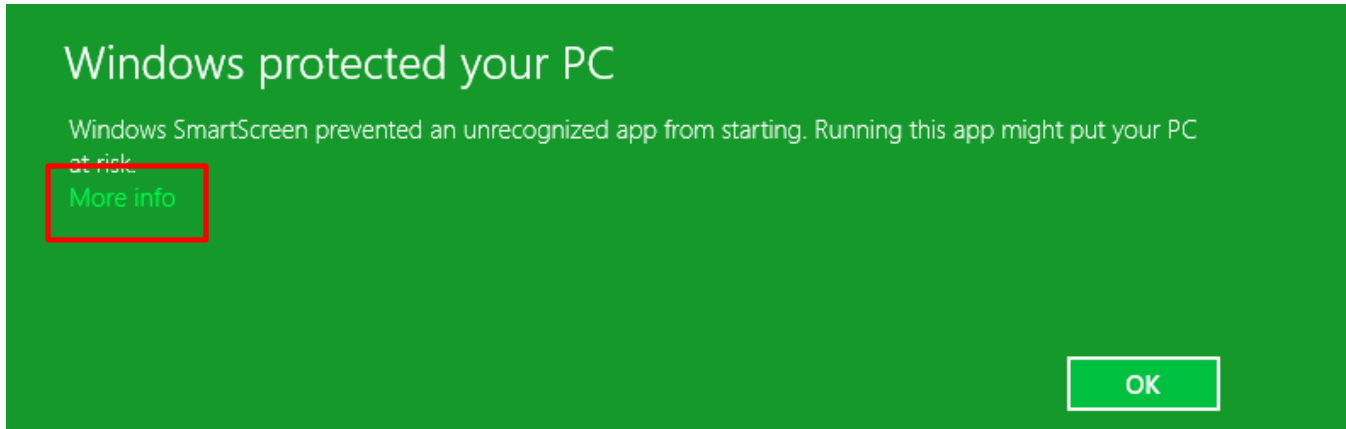 Windows protected your PC
Windows SmartScreen prevented an unrecognized app from starting. Running this app might put your PC
at risk.
More info
OK